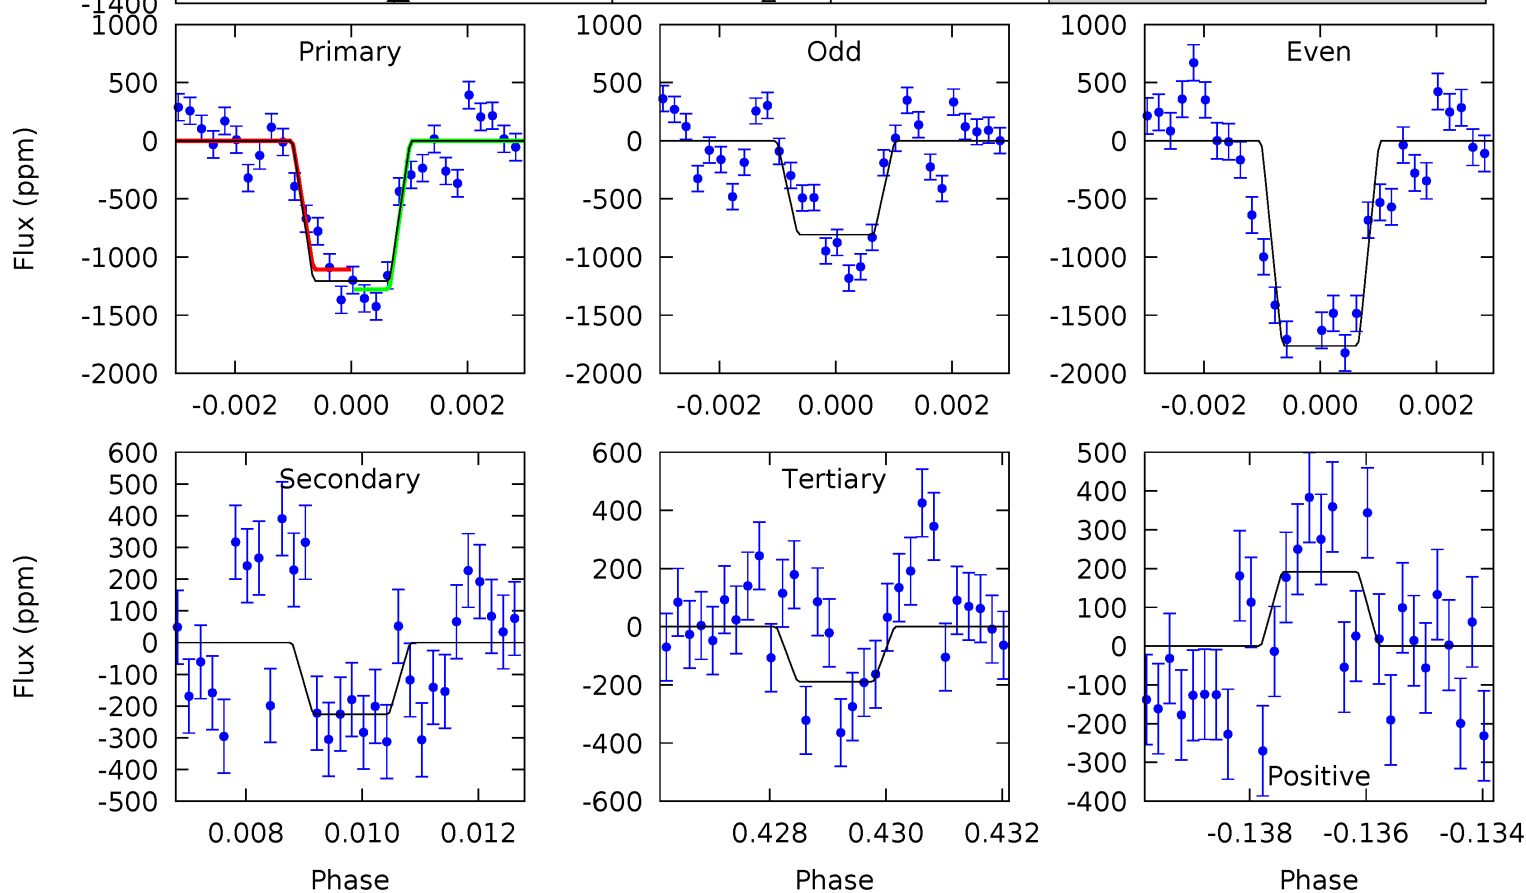 -1400
1000 Primary 1000 Odd 1000 Even
500 500 500
0 0 0
-500 -500 -500
-1000 -1000 -1000
-1500 -1500 -1500
-2000 -2000 -2000
Flux (ppm)
-0.002 0.000 0.002 -0.002 0.000 0.002 -0.002 0.000 0.002
600 Secondary
500
400
300
200
100
0
-100
-200
-300
-400
-500
Flux (ppm)
0.008 0.010 0.012
Phase
600 Tertiary
400
200
0
-200
-400
-600
0.428 0.430 0.432
500
400
300
200
100
0
-100
-200
-300
-400
Positive
-0.138 -0.136 -0.134
Phase